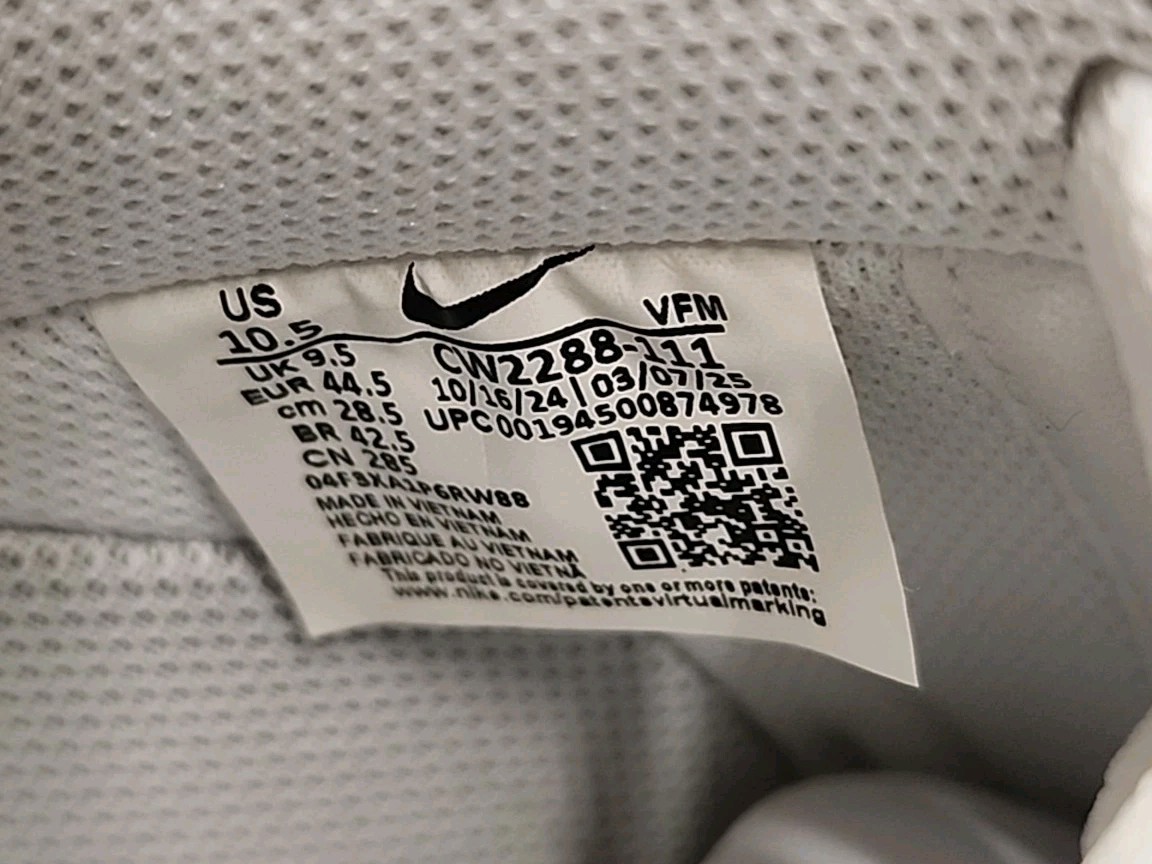 US
10.5
UK 9.5
EUR 44.5
cm 28.5
BR 42.5
CN 285
04F3XA1P6RW88
MADE IN VIETNAM
HECHO EN VIETNAM
FABRIQUE AU VIETNAM
FABRICADO NO VIETNÃ
VFM
CW2288-111
10/16/24 | 03/07/25
UPC 00194500874978
This product is covered by one or more patents:
www.nike.com/patentsvirtualmarking